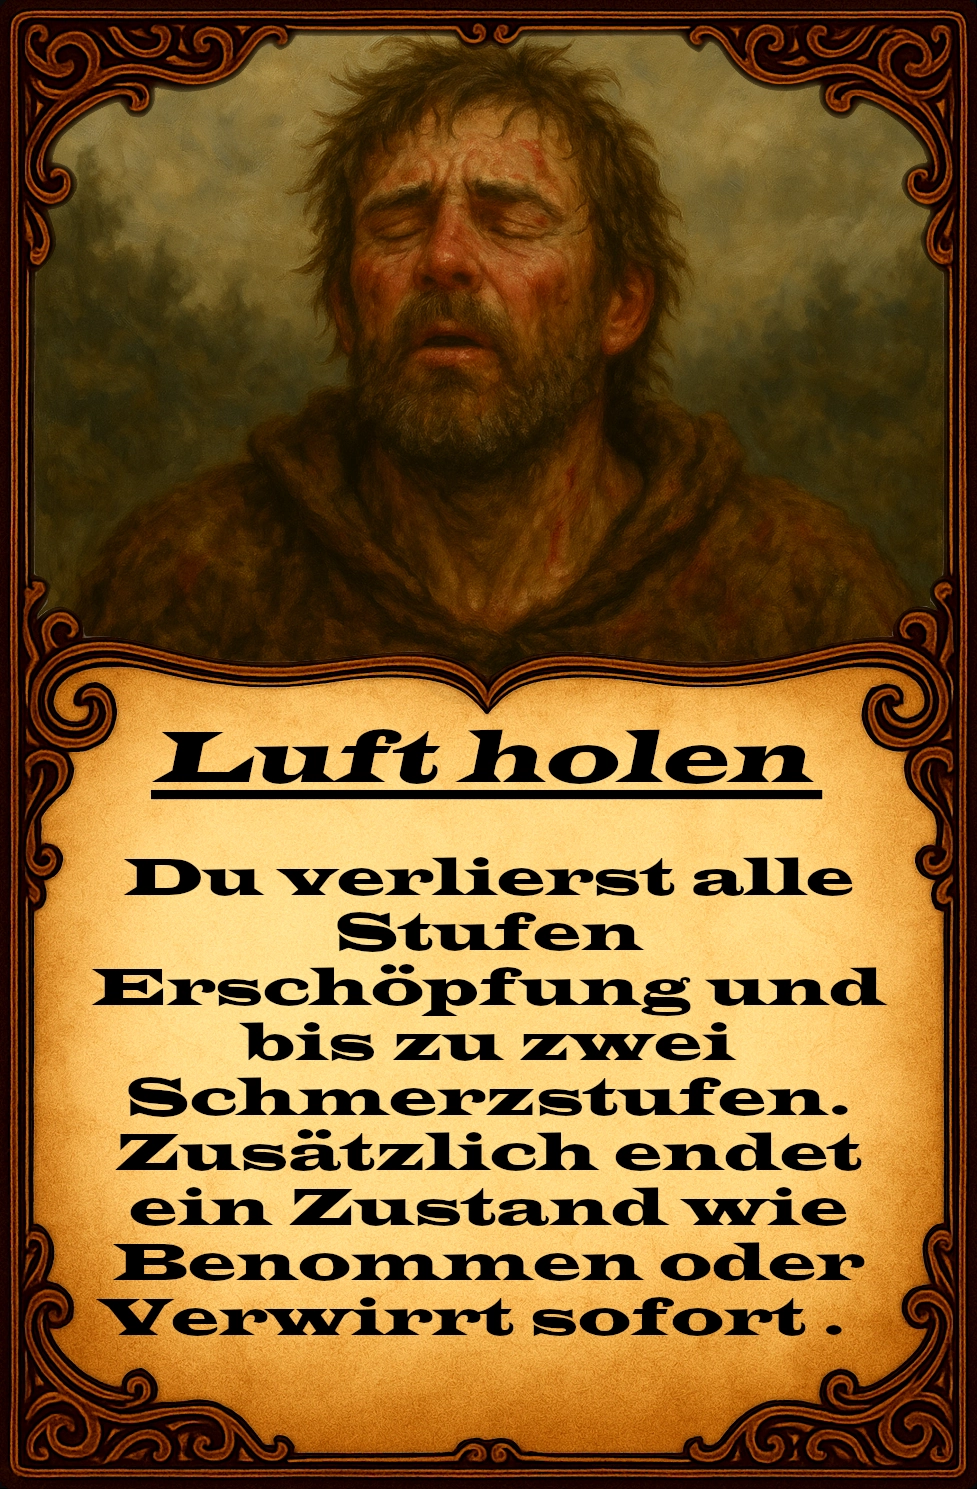 Luft holen
Du verlierst alle
Stufen
Erschöpfung und
bis zu zwei
Schmerzstufen.
Zusätzlich endet
ein Zustand wie
Benommen oder
Verwirrt sofort .